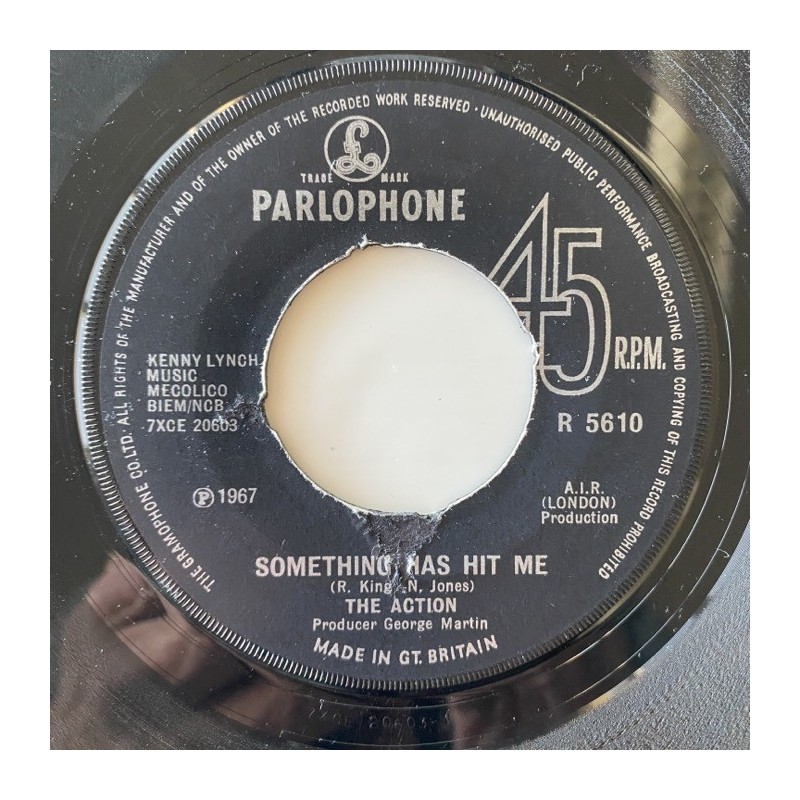 THE GRAMOPHONE CO. LTD. ALL RIGHTS OF THE MANUFACTURER AND OF THE OWNER OF THE RECORDED WORK RESERVED · UNAUTHORISED PUBLIC PERFORMANCE BROADCASTING AND COPYING OF THIS RECORD PROHIBITED
£
TRADE MARK
PARLOPHONE
45
R.P.M.
KENNY LYNCH
MUSIC
MECOLICO
BIEM/NCB
7XCE 20603
R 5610
℗ 1967
A.I.R.
(LONDON)
Production
SOMETHING HAS HIT ME
(R. King-N. Jones)
THE ACTION
Producer George Martin
MADE IN GT. BRITAIN